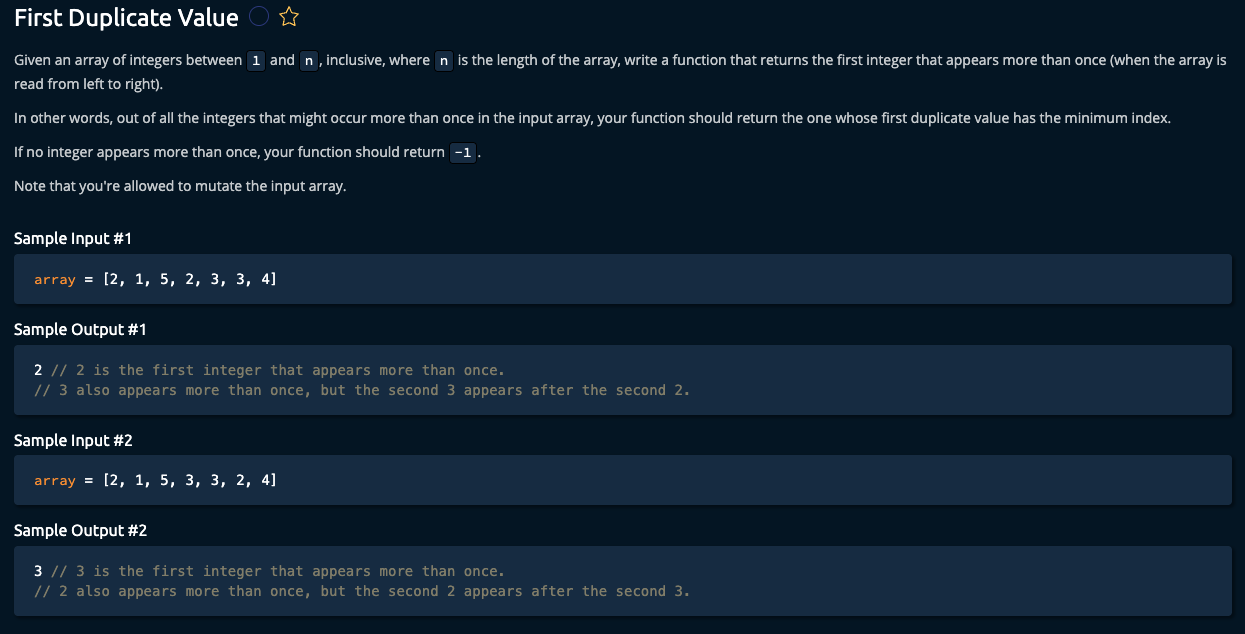 First Duplicate Value
Given an array of integers between 1 and n, inclusive, where n is the length of the array, write a function that returns the first integer that appears more than once (when the array is
read from left to right).
In other words, out of all the integers that might occur more than once in the input array, your function should return the one whose first duplicate value has the minimum index.
If no integer appears more than once, your function should return -1.
Note that you're allowed to mutate the input array.
Sample Input #1
array = [2, 1, 5, 2, 3, 3, 4]
Sample Output #1
2 // 2 is the first integer that appears more than once.
// 3 also appears more than once, but the second 3 appears after the second 2.
Sample Input #2
array = [2, 1, 5, 3, 3, 2, 4]
Sample Output #2
3 // 3 is the first integer that appears more than once.
// 2 also appears more than once, but the second 2 appears after the second 3.